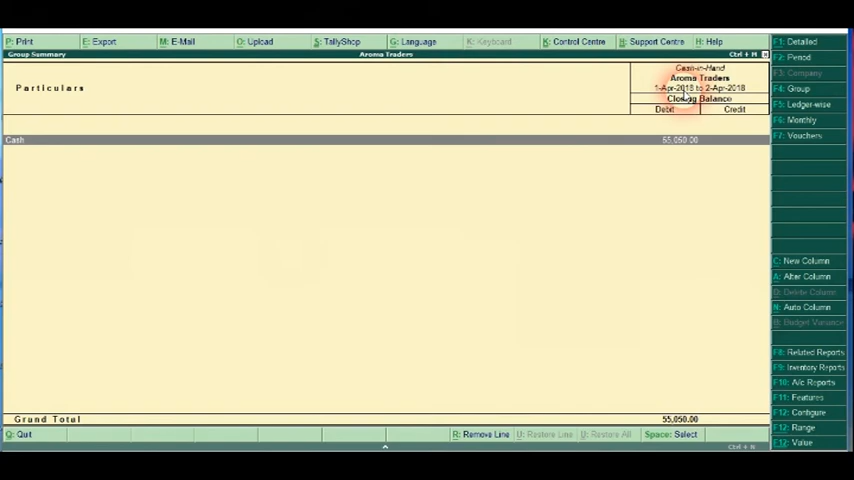 P: Print E: Export M: E-Mail O: Upload S: TallyShop G: Language K: Keyboard K: Control Centre H: Support Centre H: Help
Group Summary Aroma Traders Ctrl + M
Particulars
Cash-in-Hand
Aroma Traders
1-Apr-2018 to 2-Apr-2018
Closing Balance
Debit Credit
Cash 55,050.00
Grand Total 55,050.00
Q: Quit R: Remove Line U: Restore Line U: Restore All Space: Select
Ctrl + N
F1: Detailed
F2: Period
F3: Company
F4: Group
F5: Ledger-wise
F6: Monthly
F7: Vouchers
C: New Column
A: Alter Column
D: Delete Column
N: Auto Column
B: Budget Variance
F8: Related Reports
F9: Inventory Reports
F10: A/c Reports
F11: Features
F12: Configure
F12: Range
F12: Value